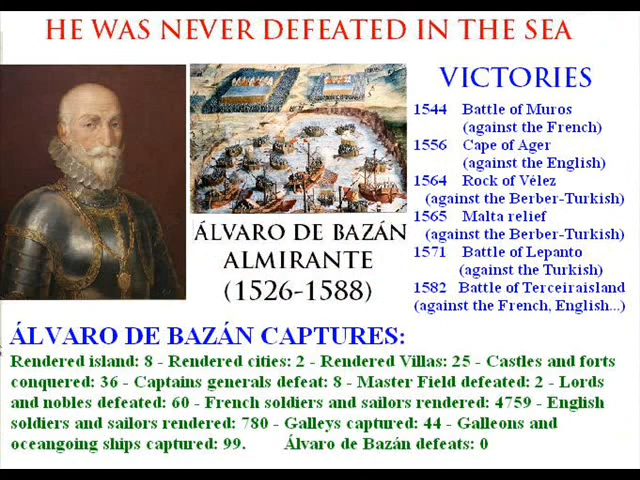 HE WAS NEVER DEFEATED IN THE SEA
VICTORIES
1544 Battle of Muros
(against the French)
1556 Cape of Ager
(against the English)
1564 Rock of Vélez
(against the Berber-Turkish)
1565 Malta relief
(against the Berber-Turkish)
1571 Battle of Lepanto
(against the Turkish)
1582 Battle of Terceiraisland
(against the French, English...)
ÁLVARO DE BAZÁN
ALMIRANTE
(1526-1588)
ÁLVARO DE BAZÁN CAPTURES:
Rendered island: 8 - Rendered cities: 2 - Rendered Villas: 25 - Castles and forts
conquered: 36 - Captains generals defeat: 8 - Master Field defeated: 2 - Lords
and nobles defeated: 60 - French soldiers and sailors rendered: 4759 - English
soldiers and sailors rendered: 780 - Galleys captured: 44 - Galleons and
oceangoing ships captured: 99. Álvaro de Bazán defeats: 0